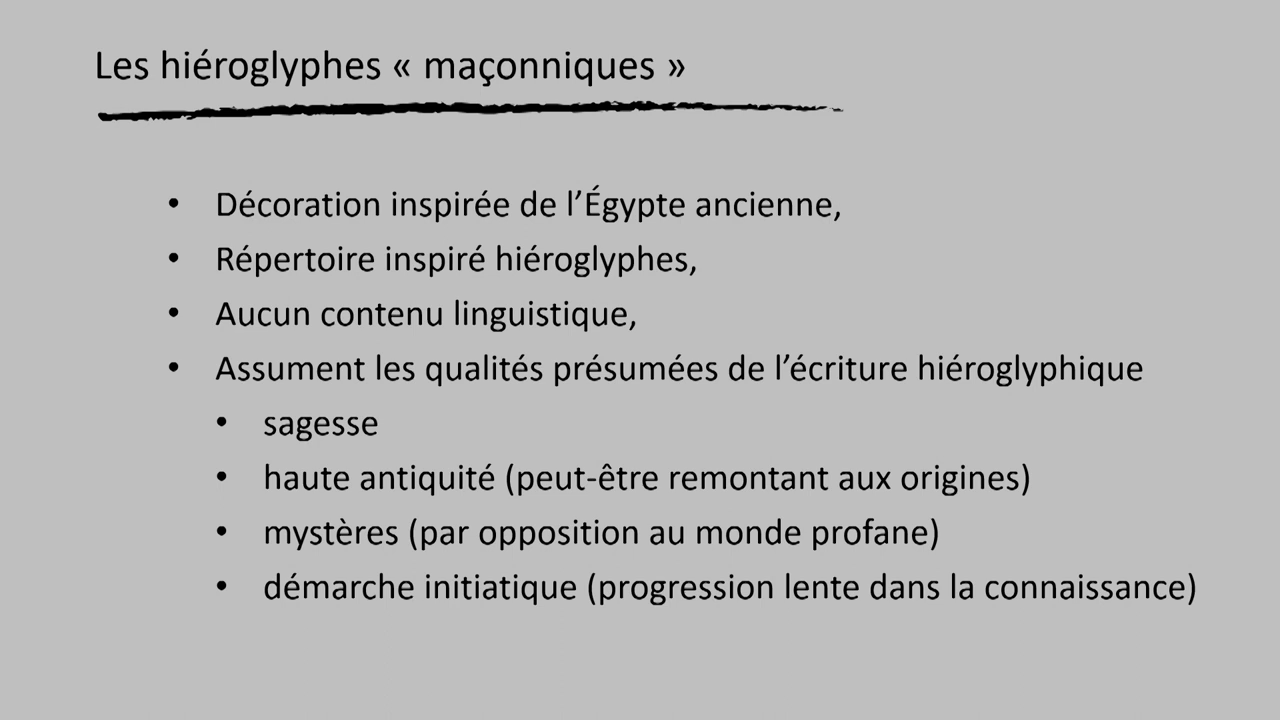 Les hiéroglyphes « maçonniques »
• Décoration inspirée de l’Égypte ancienne,
• Répertoire inspiré hiéroglyphes,
• Aucun contenu linguistique,
• Assument les qualités présumées de l’écriture hiéroglyphique
• sagesse
• haute antiquité (peut-être remontant aux origines)
• mystères (par opposition au monde profane)
• démarche initiatique (progression lente dans la connaissance)